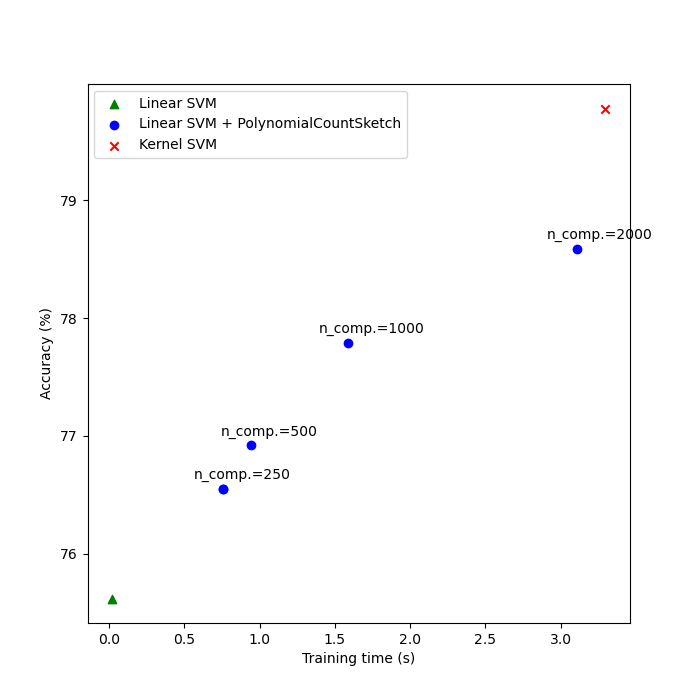 Linear SVM
Linear SVM + PolynomialCountSketch
Kernel SVM
79
n_comp.=2000
78
n_comp.=1000
77
n_comp.=500
n_comp.=250
76
Accuracy (%)
0.0 0.5 1.0 1.5 2.0 2.5 3.0
Training time (s)